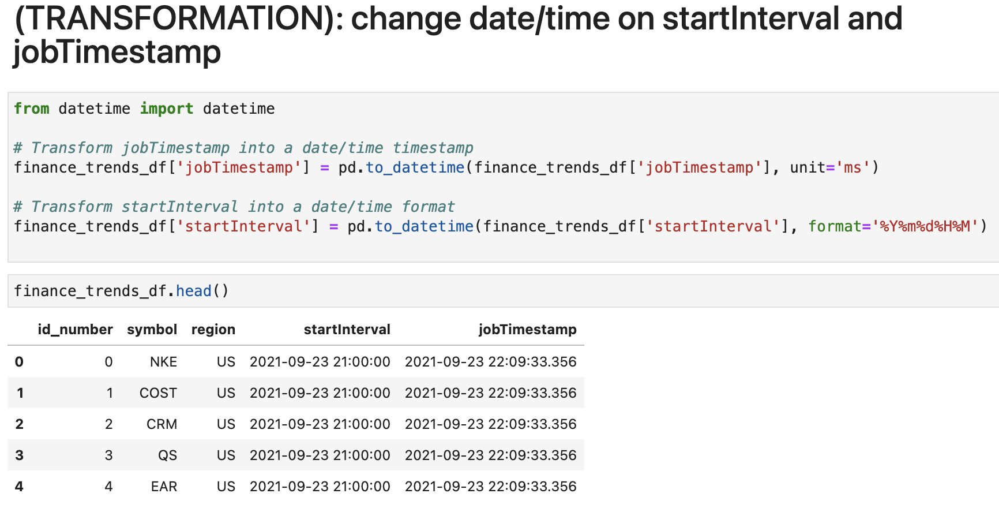 (TRANSFORMATION): change date/time on startInterval and
jobTimestamp
from datetime import datetime
# Transform jobTimestamp into a date/time timestamp
finance_trends_df['jobTimestamp'] = pd.to_datetime(finance_trends_df['jobTimestamp'], unit='ms')
# Transform startInterval into a date/time format
finance_trends_df['startInterval'] = pd.to_datetime(finance_trends_df['startInterval'], format='%Y%m%d%H%M')
finance_trends_df.head()
id_number symbol region startInterval jobTimestamp
0 0 NKE US 2021-09-23 21:00:00 2021-09-23 22:09:33.356
1 1 COST US 2021-09-23 21:00:00 2021-09-23 22:09:33.356
2 2 CRM US 2021-09-23 21:00:00 2021-09-23 22:09:33.356
3 3 QS US 2021-09-23 21:00:00 2021-09-23 22:09:33.356
4 4 EAR US 2021-09-23 21:00:00 2021-09-23 22:09:33.356